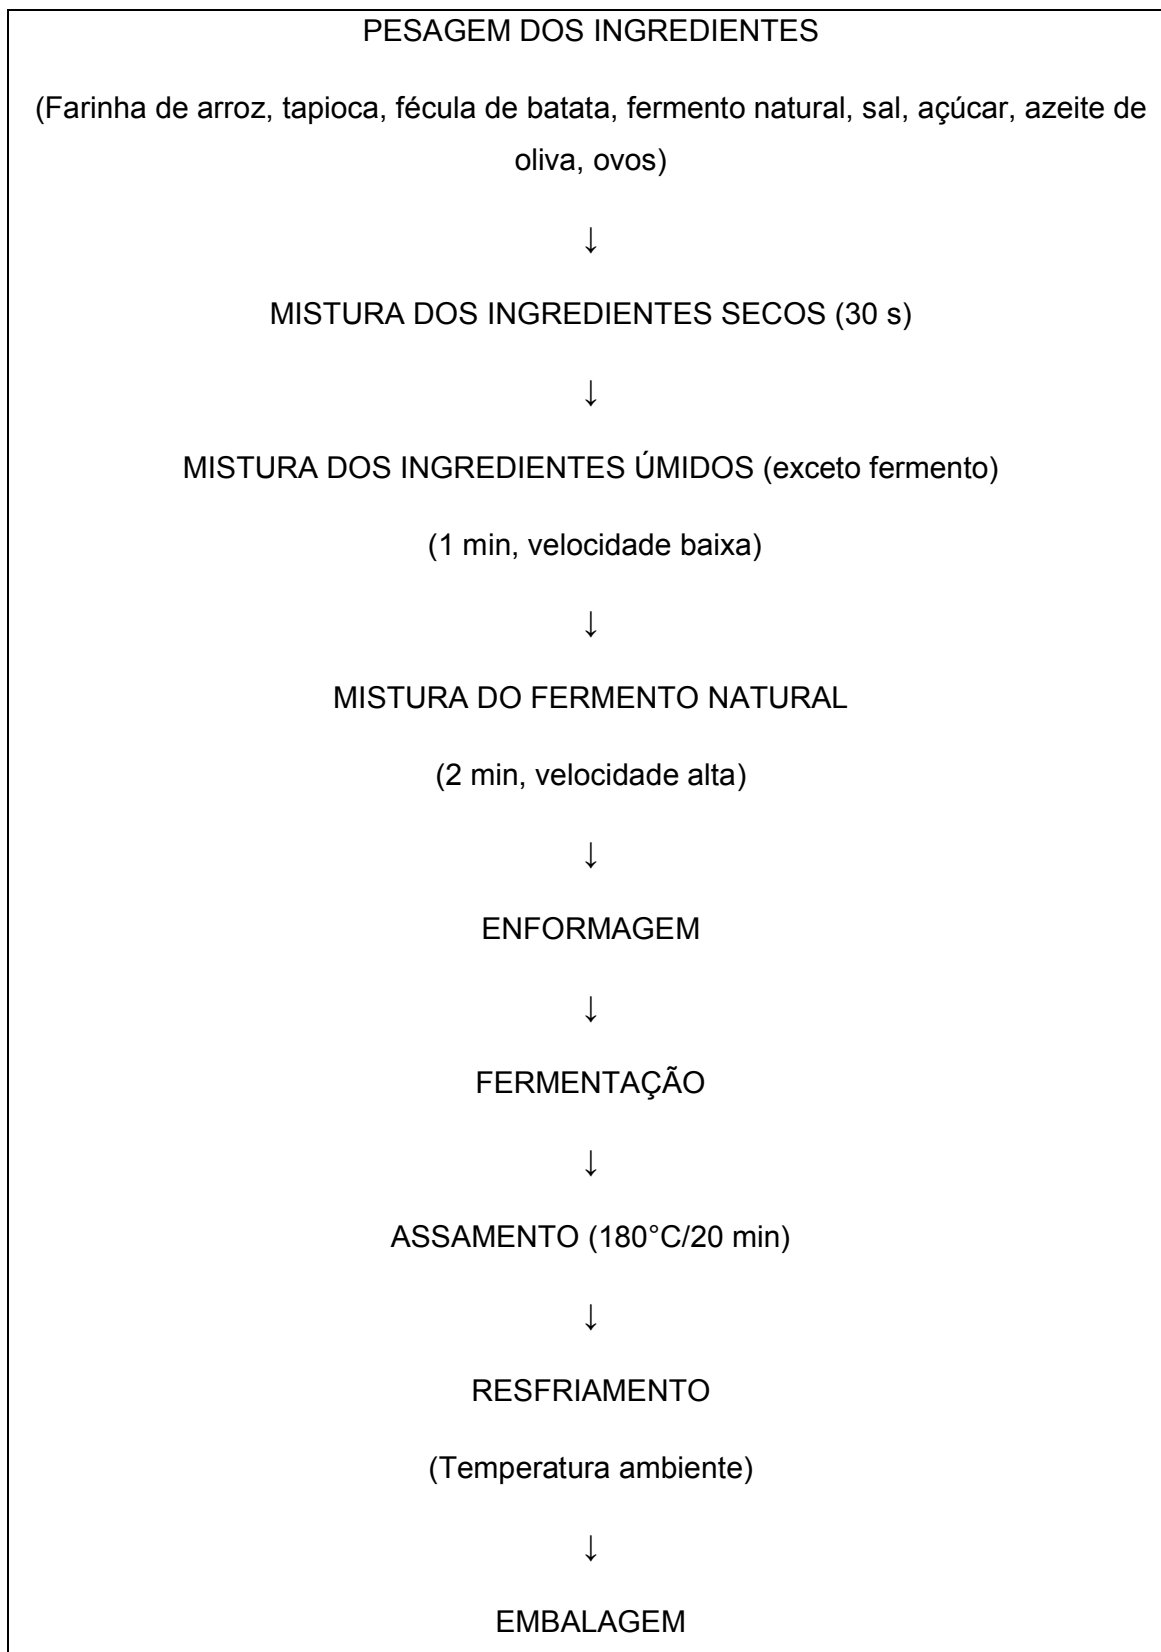 PESAGEM DOS INGREDIENTES
(Farinha de arroz, tapioca, fécula de batata, fermento natural, sal, açúcar, azeite de
oliva, ovos)
↓
MISTURA DOS INGREDIENTES SECOS (30 s)
↓
MISTURA DOS INGREDIENTES ÚMIDOS (exceto fermento)
(1 min, velocidade baixa)
↓
MISTURA DO FERMENTO NATURAL
(2 min, velocidade alta)
↓
ENFORMAGEM
↓
FERMENTAÇÃO
↓
ASSAMENTO (180°C/20 min)
↓
RESFRIAMENTO
(Temperatura ambiente)
↓
EMBALAGEM